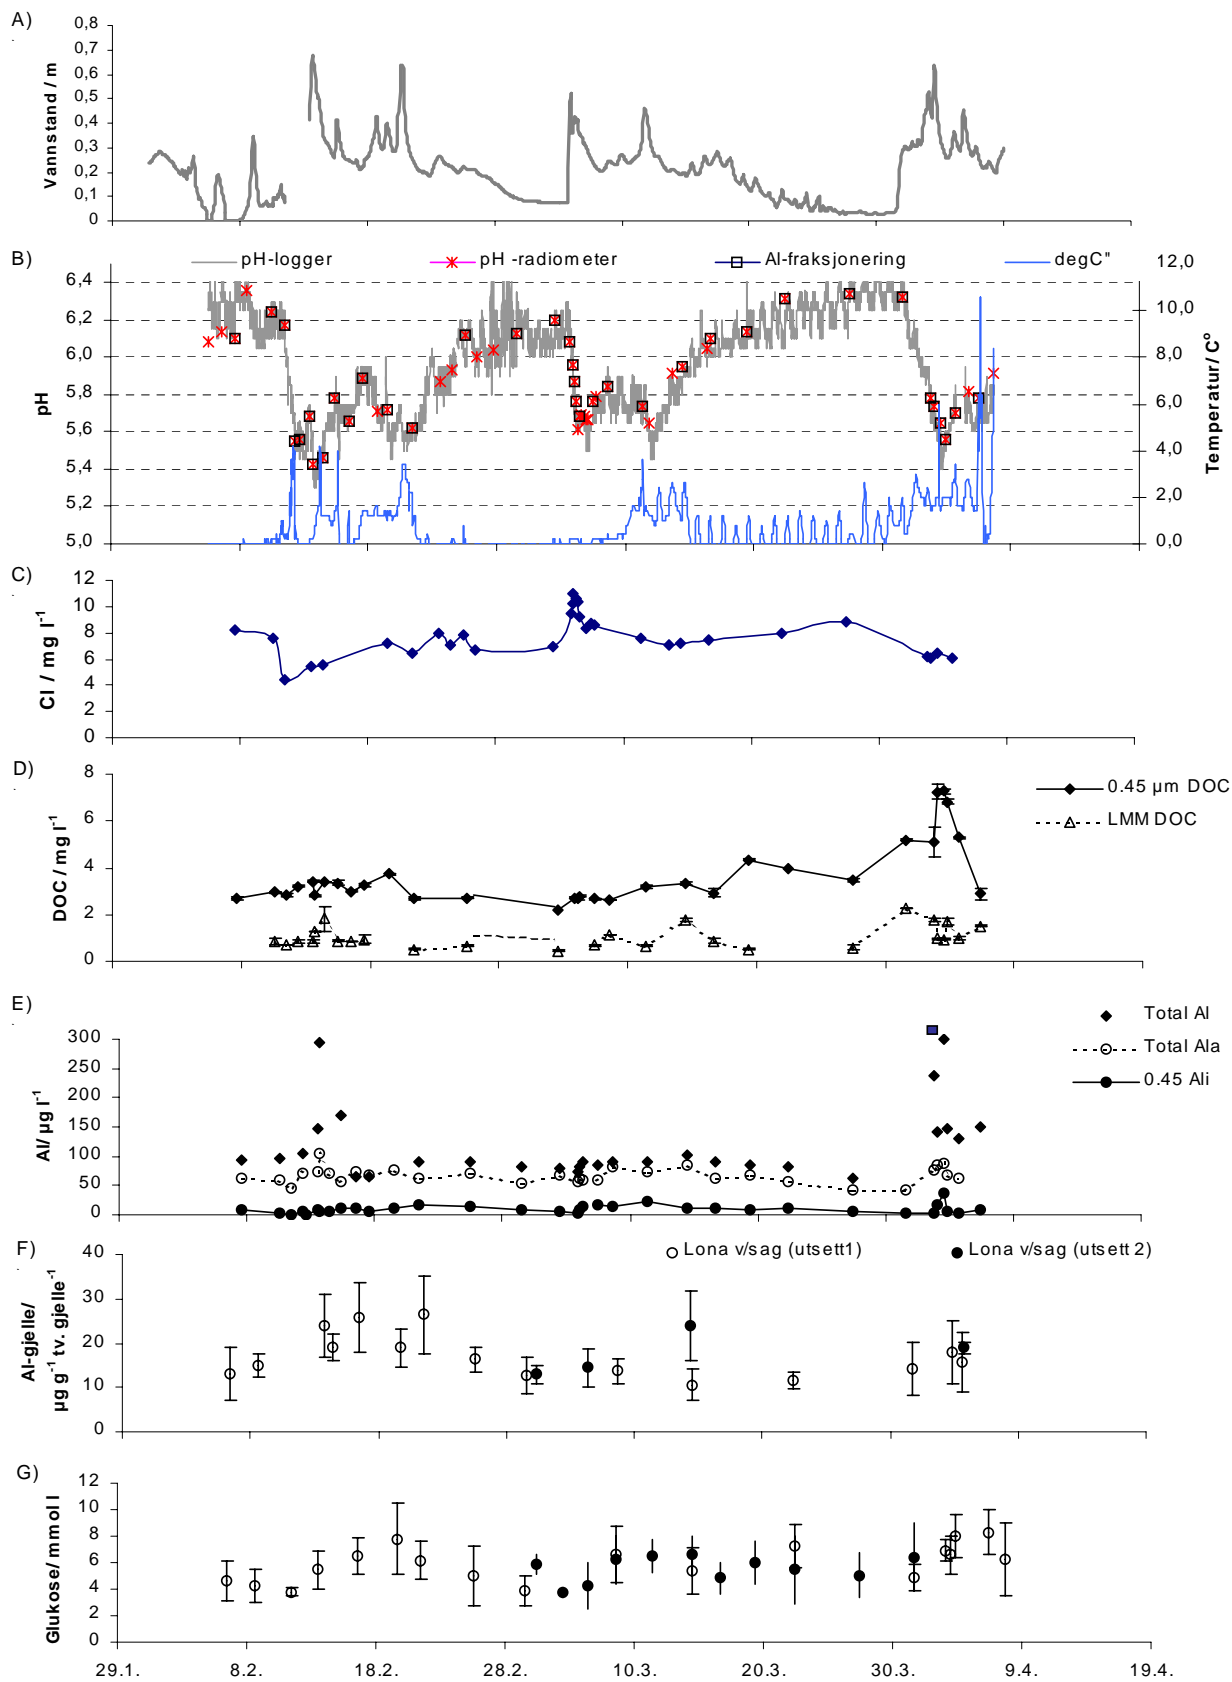 A)
Vannstand / m
0,8
0,7
0,6
0,5
0,4
0,3
0,2
0,1
0
B)
pH-logger
pH -radiometer
Al-fraksjonering
degC"
pH
6,4
6,2
6,0
5,8
5,6
5,4
5,2
5,0
12,0
10,0
8,0
6,0
4,0
2,0
0,0
Temperatur/ C°
C)
Cl / mg l⁻¹
12
10
8
6
4
2
0
D)
DOC / mg l⁻¹
8
6
4
2
0
0.45 µm DOC
LMM DOC
E)
Al/ µg l⁻¹
300
250
200
150
100
50
0
Total Al
Total Ala
0.45 Ali
F)
Al-gjelle/
µg g⁻¹ tv. gjelle⁻¹
40
30
20
10
0
Lona v/sag (utsett1)
Lona v/sag (utsett 2)
G)
Glukose/ mmol l
12
10
8
6
4
2
0
29.1.
8.2.
18.2.
28.2.
10.3.
20.3.
30.3.
9.4.
19.4.